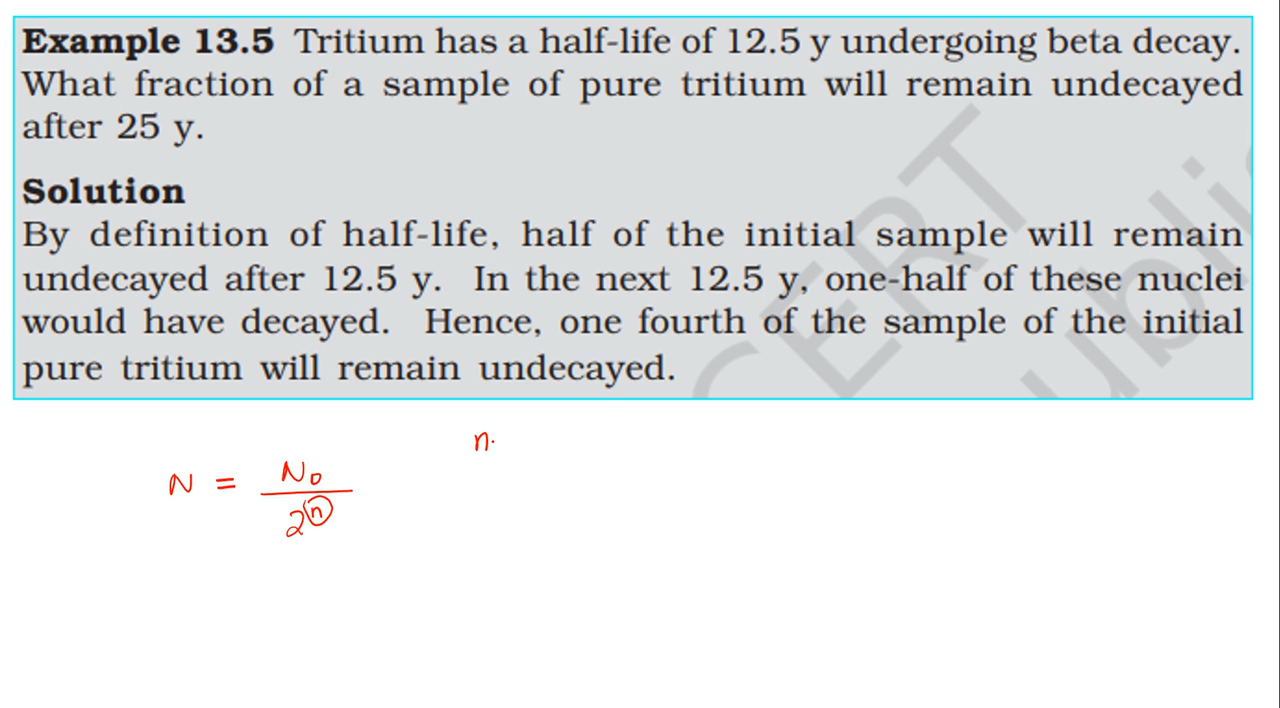 Example 13.5 Tritium has a half-life of 12.5 y undergoing beta decay.
What fraction of a sample of pure tritium will remain undecayed
after 25 y.
Solution
By definition of half-life, half of the initial sample will remain
undecayed after 12.5 y. In the next 12.5 y, one-half of these nuclei
would have decayed. Hence, one fourth of the sample of the initial
pure tritium will remain undecayed.
n.
N = N₀ / 2ⁿ